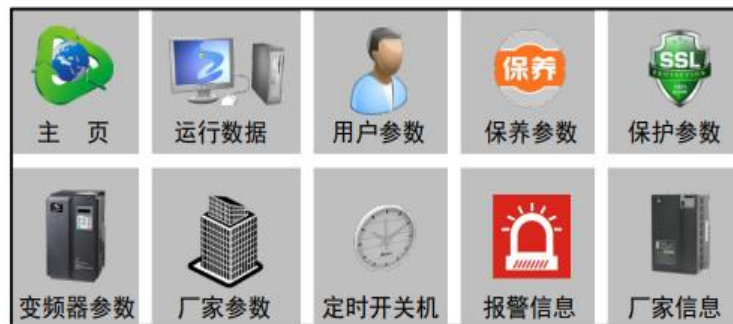 保养
SSL
PROTECTION
主 页
运行数据
用户参数
保养参数
保护参数
变频器参数
厂家参数
定时开关机
报警信息
厂家信息